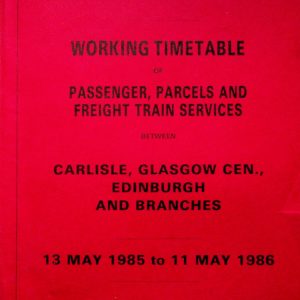 WORKING TIMETABLE
OF
PASSENGER, PARCELS AND
FREIGHT TRAIN SERVICES
BETWEEN
CARLISLE, GLASGOW CEN.,
EDINBURGH
AND BRANCHES
13 MAY 1985 to 11 MAY 1986